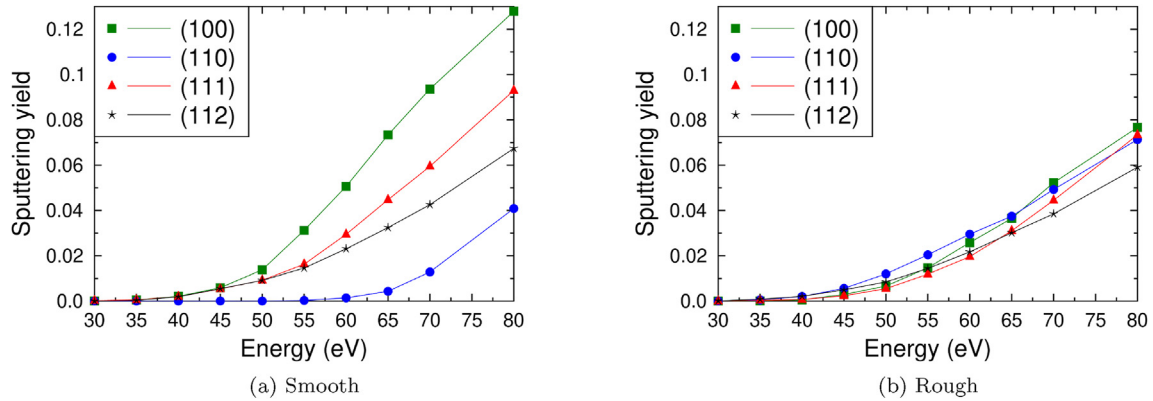 0.12
0.1
0.08
0.06
0.04
0.02
0.0
Sputtering yield
(100)
(110)
(111)
(112)
30 35 40 45 50 55 60 65 70 75 80
Energy (eV)
(a) Smooth
0.12
0.1
0.08
0.06
0.04
0.02
0.0
Sputtering yield
(100)
(110)
(111)
(112)
30 35 40 45 50 55 60 65 70 75 80
Energy (eV)
(b) Rough